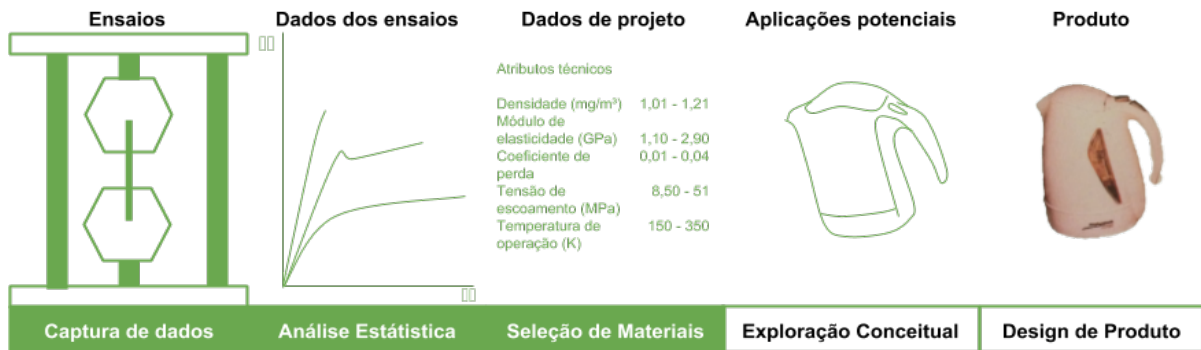 Ensaios
Dados dos ensaios
Dados de projeto
Aplicações potenciais
Produto
Atributos técnicos
Densidade (mg/m³) 1,01 - 1,21
Módulo de
elasticidade (GPa) 1,10 - 2,90
Coeficiente de 0,01 - 0,04
perda
Tensão de 8,50 - 51
escoamento (MPa)
Temperatura de 150 - 350
operação (K)
Captura de dados
Análise Estátistica
Seleção de Materiais
Exploração Conceitual
Design de Produto